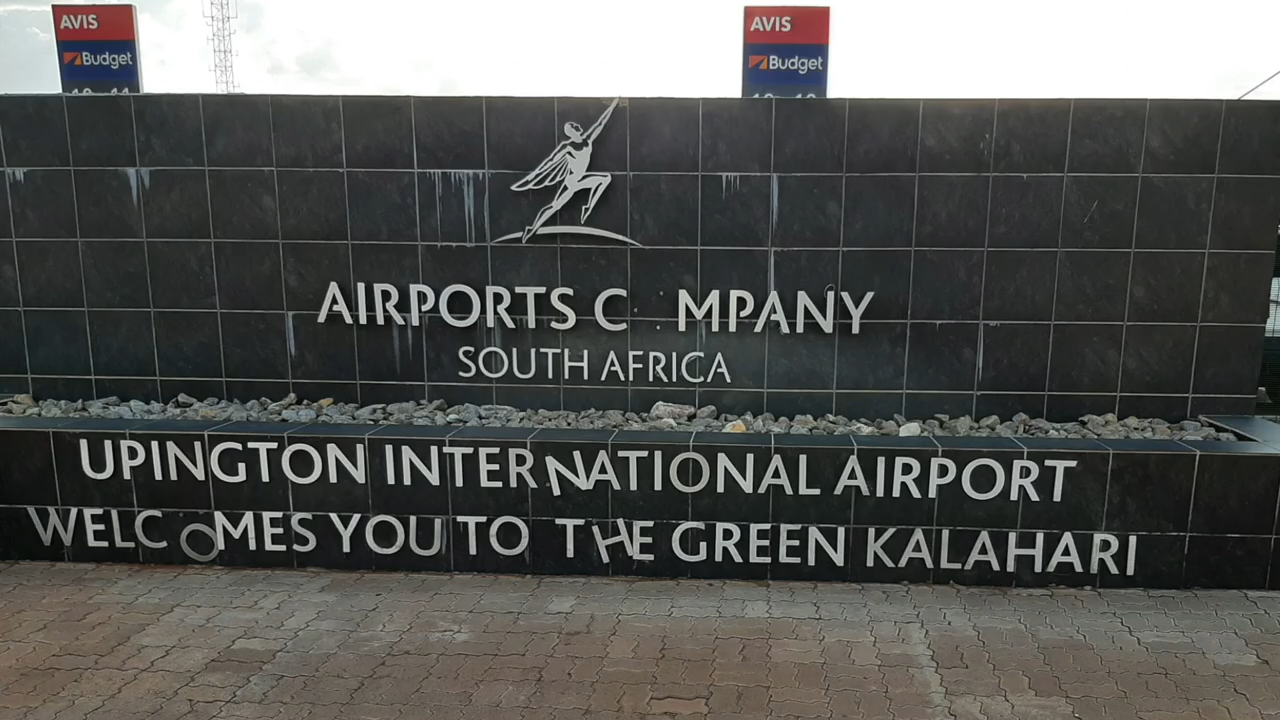 AVIS
Budget
AVIS
Budget
AIRPORTS C MPANY
SOUTH AFRICA
UPINGTON INTERNATIONAL AIRPORT
WELCOMES YOU TO THE GREEN KALAHARI